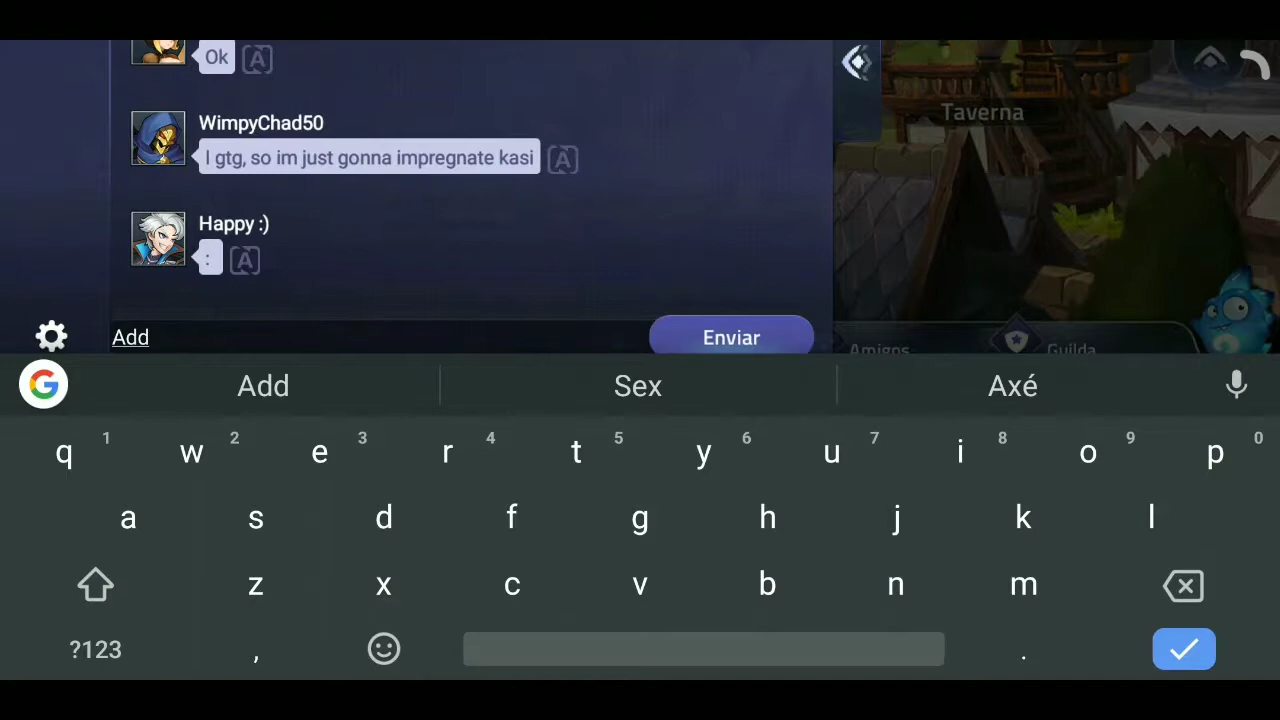 Ok
WimpyChad50
I gtg, so im just gonna impregnate kasi
Happy :)
:
Taverna
Add
Enviar
Amigos
Guilda
Add Sex Axé
q 1 w 2 e 3 r 4 t 5 y 6 u 7 i 8 o 9 p 0
a s d f g h j k l
z x c v b n m
?123 , .